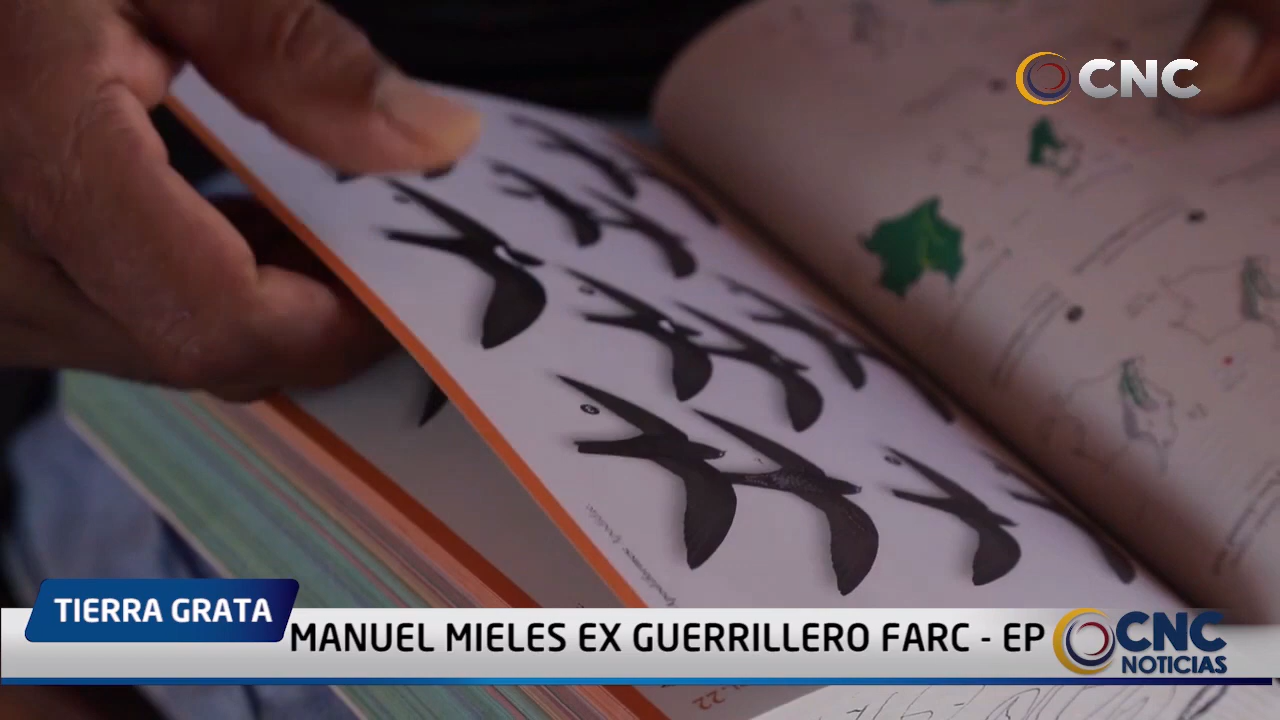 CNC
TIERRA GRATA
MANUEL MIELES EX GUERRILLERO FARC - EP
CNC
NOTICIAS